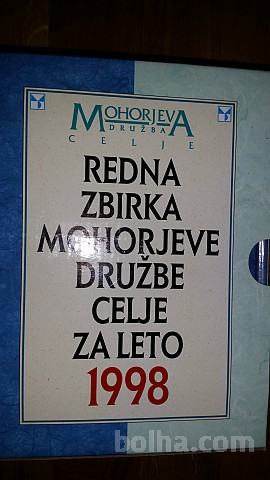 MOHORJEVA
DRUŽBA
CELJE
REDNA
ZBIRKA
MOHORJEVE
DRUŽBE
CELJE
ZA LETO
1998
bolha.com